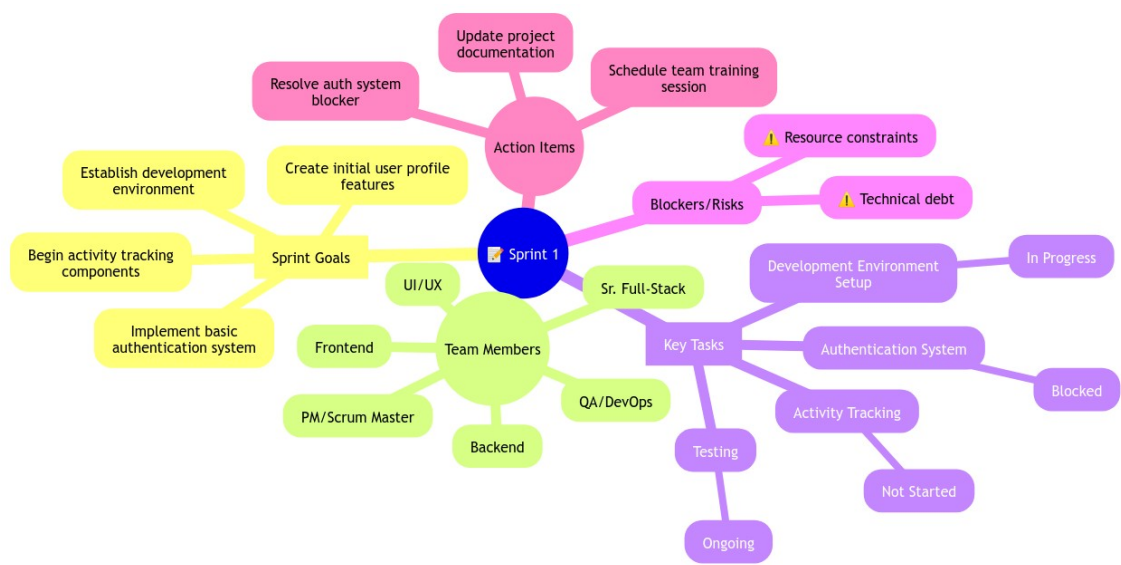 Update project
documentation
Schedule team training
session
Resolve auth system
blocker
Action Items
⚠️ Resource constraints
⚠️ Technical debt
Blockers/Risks
Create initial user profile
features
Establish development
environment
Begin activity tracking
components
Implement basic
authentication system
Sprint Goals
📝 Sprint 1
UI/UX
Sr. Full-Stack
Frontend
Team Members
PM/Scrum Master
QA/DevOps
Backend
Key Tasks
Development Environment
Setup
In Progress
Authentication System
Blocked
Activity Tracking
Not Started
Testing
Ongoing